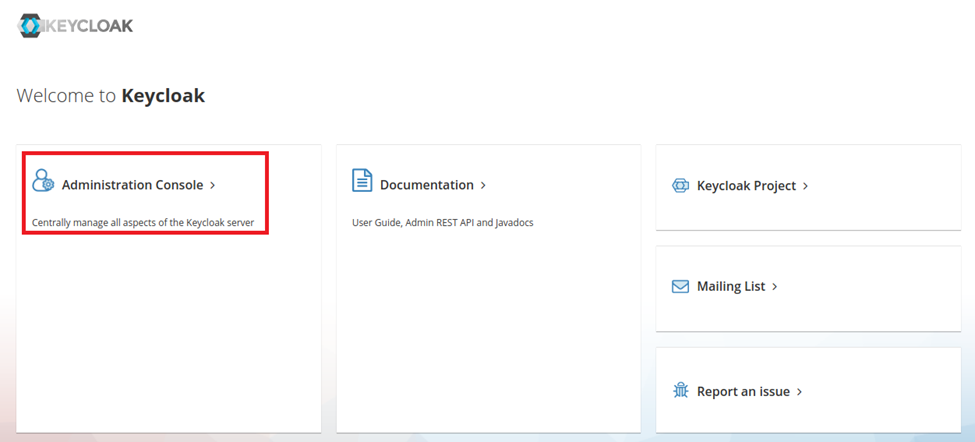 KEYCLOAK
Welcome to Keycloak
Administration Console
Centrally manage all aspects of the Keycloak server
Documentation
User Guide, Admin REST API and Javadocs
Keycloak Project
Mailing List
Report an issue